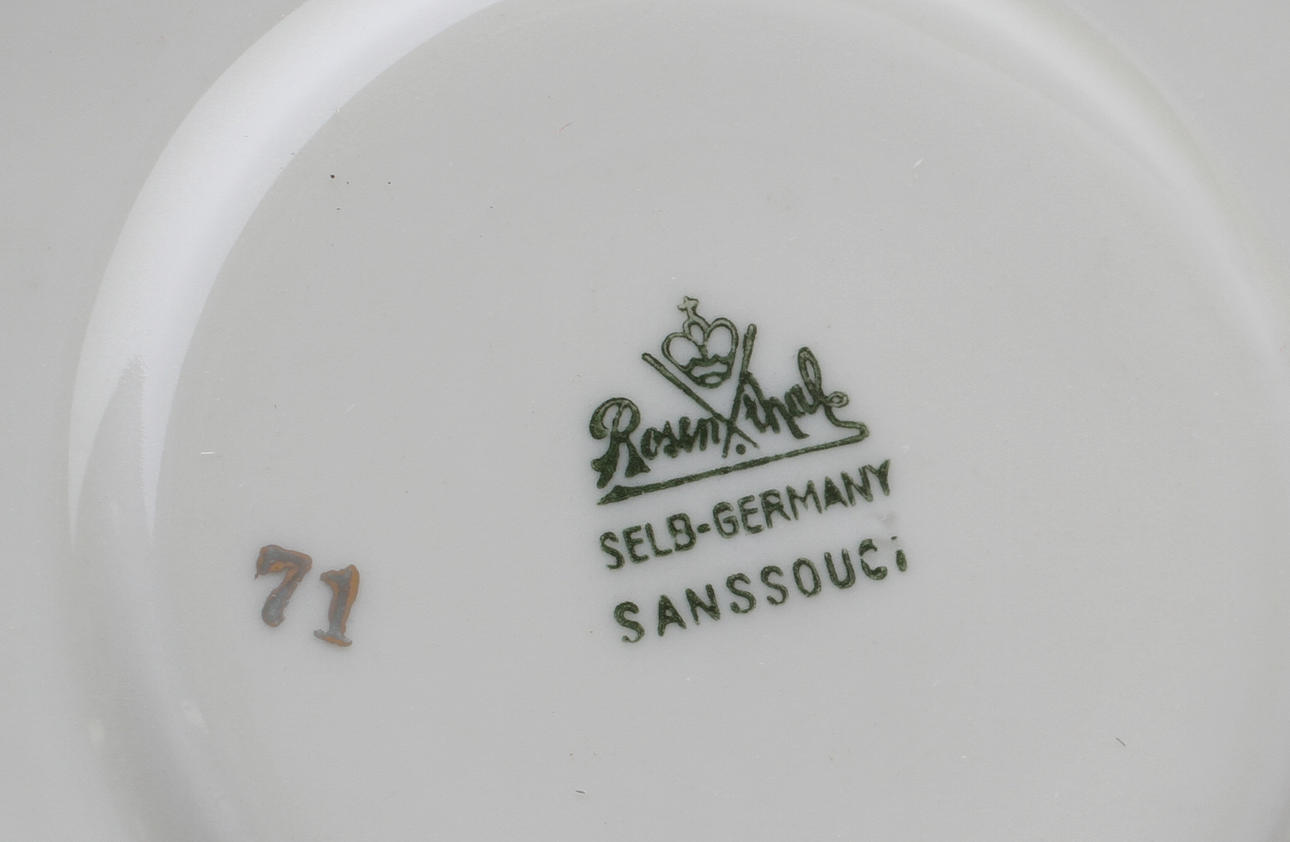 Rosenthal
SELB-GERMANY
SANSSOUCi
71